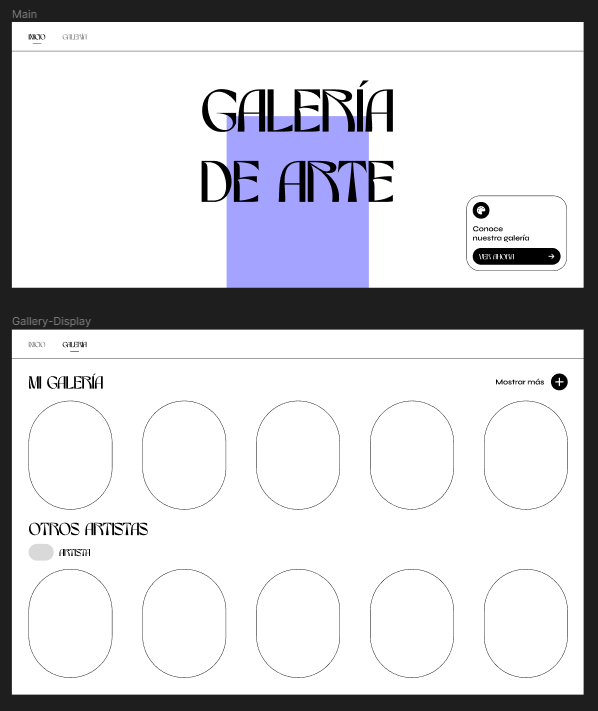 Main
INICIO
GALERÍA
GALERÍA
DE ARTE
Conoce
nuestra galería
VER AHORA
Gallery-Display
INICIO
GALERÍA
MI GALERÍA
Mostrar más
OTROS ARTISTAS
ARTISTA